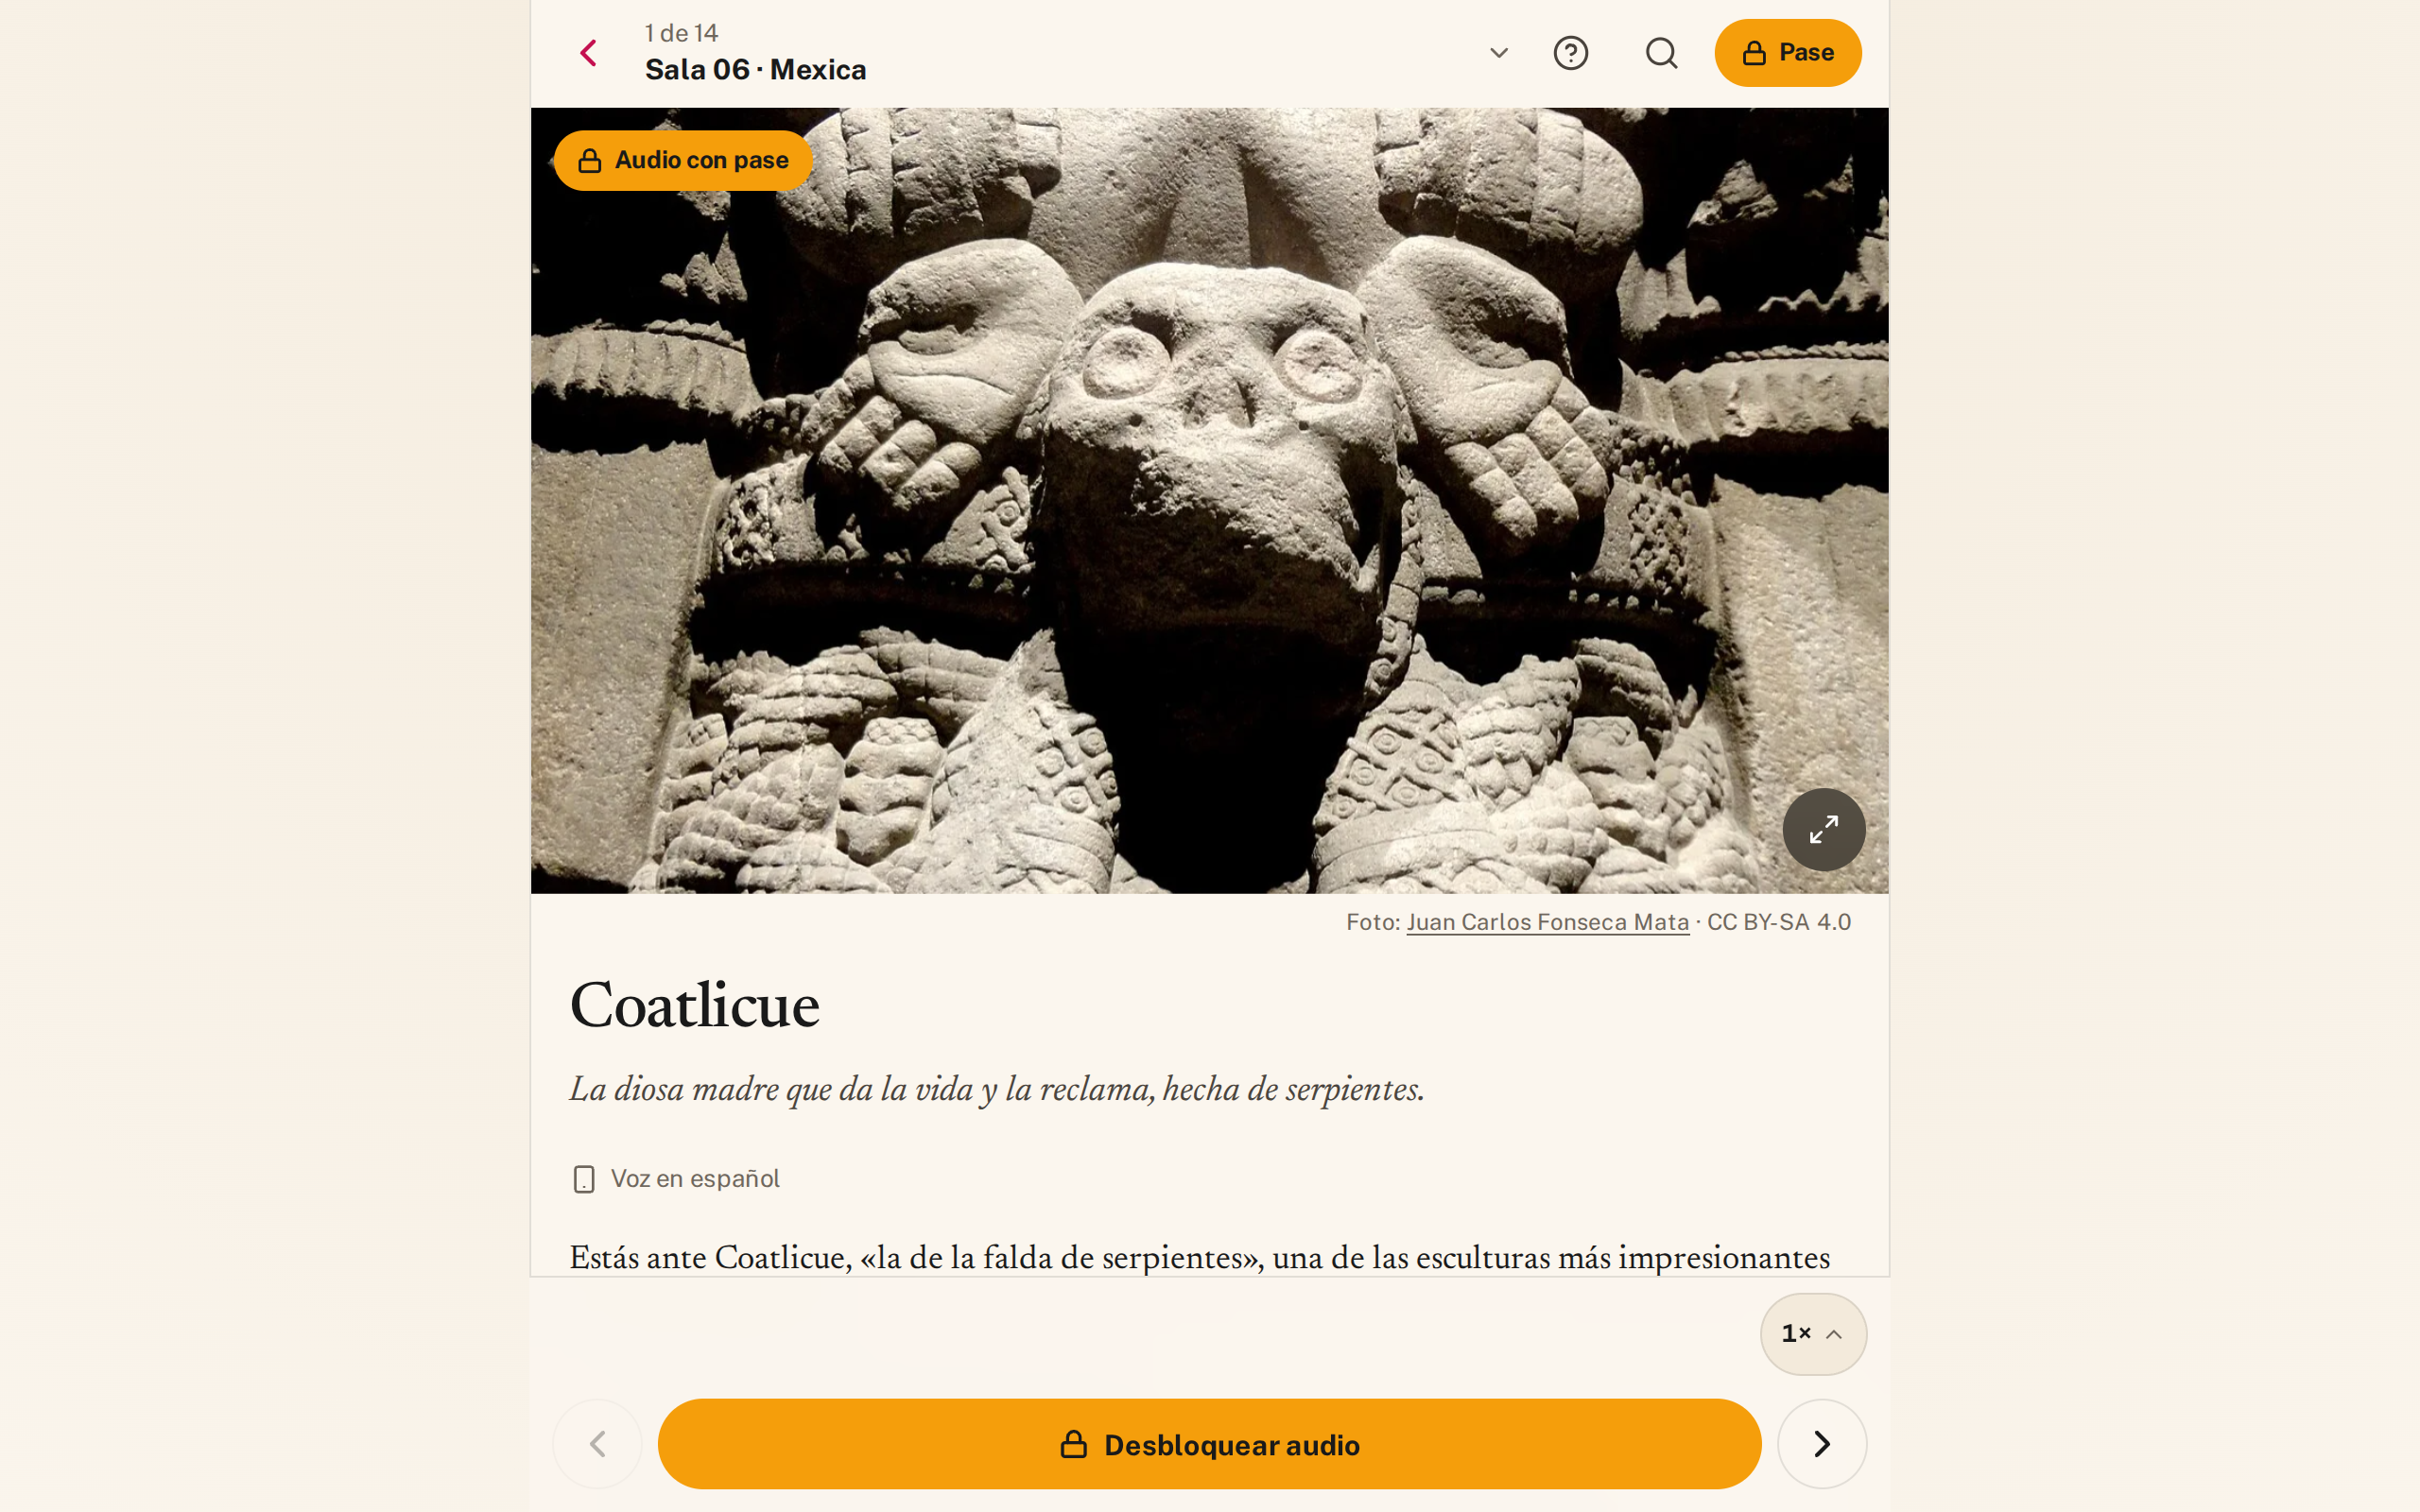 1 de 14
Sala 06 · Mexica
Pase
Audio con pase
Foto: Juan Carlos Fonseca Mata · CC BY-SA 4.0
Coatlicue
La diosa madre que da la vida y la reclama, hecha de serpientes.
Voz en español
Estás ante Coatlicue, «la de la falda de serpientes», una de las esculturas más impresionantes
1×
Desbloquear audio